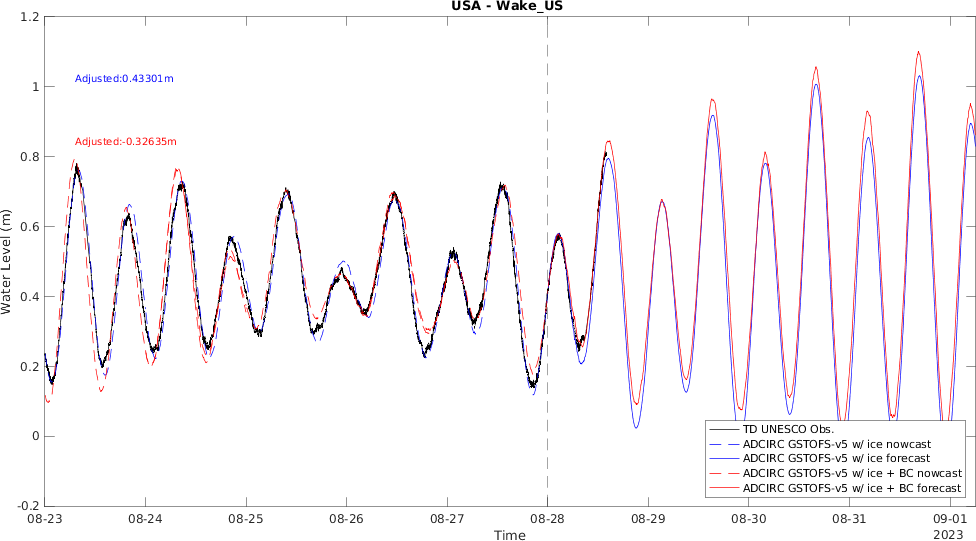 USA - Wake_US
1.2
1
0.8
0.6
0.4
0.2
0
-0.2
Water Level (m)
Adjusted:0.43301m
Adjusted:-0.32635m
TD UNESCO Obs.
ADCIRC GSTOFS-v5 w/ ice nowcast
ADCIRC GSTOFS-v5 w/ ice forecast
ADCIRC GSTOFS-v5 w/ ice + BC nowcast
ADCIRC GSTOFS-v5 w/ ice + BC forecast
08-23 08-24 08-25 08-26 08-27 08-28 08-29 08-30 08-31 09-01
Time
2023